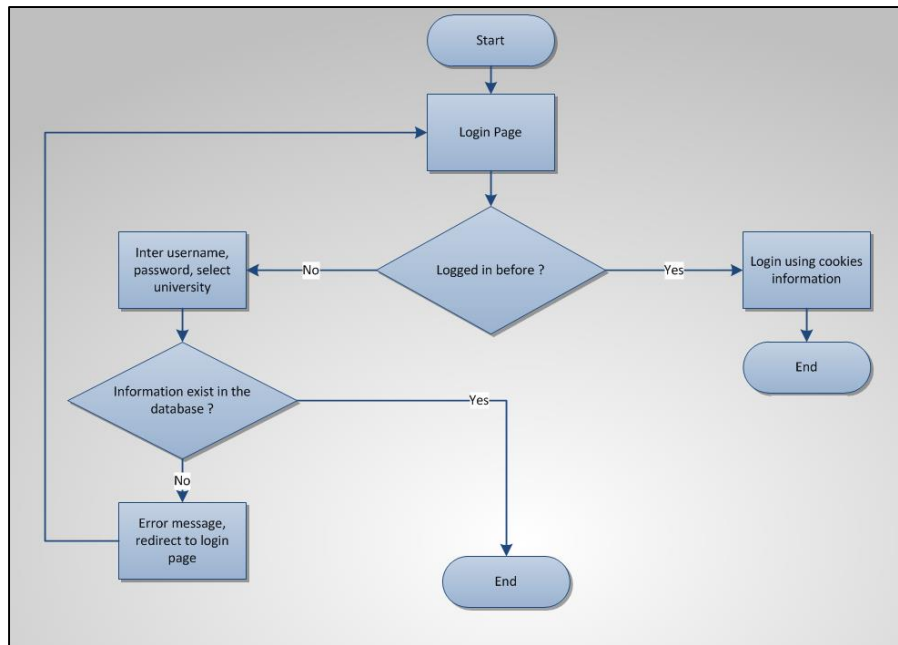 Start
Login Page
Logged in before ?
No
Yes
Inter username,
password, select
university
Login using cookies
information
End
Information exist in the
database ?
Yes
No
Error message,
redirect to login
page
End